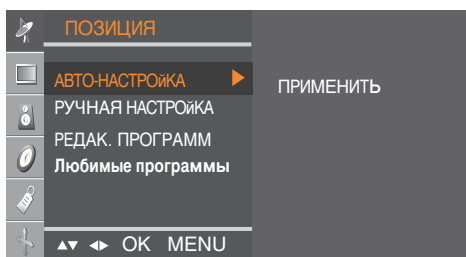 ПОЗИЦИЯ
АВТО-НАСТРОйКА
ПРИМЕНИТЬ
РУЧНАЯ НАСТРОйКА
РЕДАК. ПРОГРАММ
Любимые программы
OK MENU